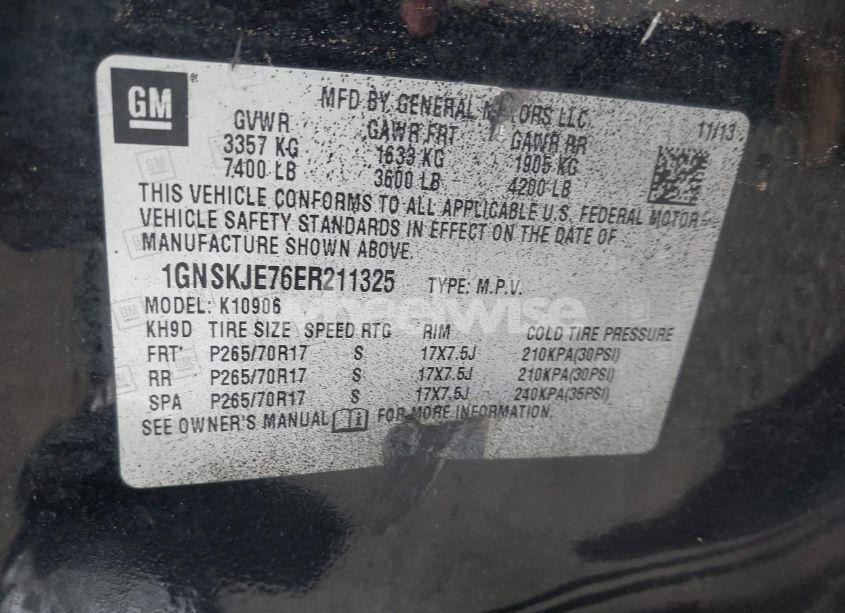 GM
MFD BY GENERAL MOTORS LLC.
11/13
GVWR GAWR FRT GAWR RR
3357 KG 1633 KG 1905 KG
7400 LB 3600 LB 4200 LB
THIS VEHICLE CONFORMS TO ALL APPLICABLE U.S. FEDERAL MOTOR
VEHICLE SAFETY STANDARDS IN EFFECT ON THE DATE OF
MANUFACTURE SHOWN ABOVE.
1GNSKJE76ER211325 TYPE: M.P.V.
MODEL: K10906
wheelwise
KH9D TIRE SIZE SPEED RTG RIM COLD TIRE PRESSURE
FRT P265/70R17 S 17X7.5J 210KPA(30PSI)
RR P265/70R17 S 17X7.5J 210KPA(30PSI)
SPA P265/70R17 S 17X7.5J 240KPA(35PSI)
SEE OWNER'S MANUAL FOR MORE INFORMATION.